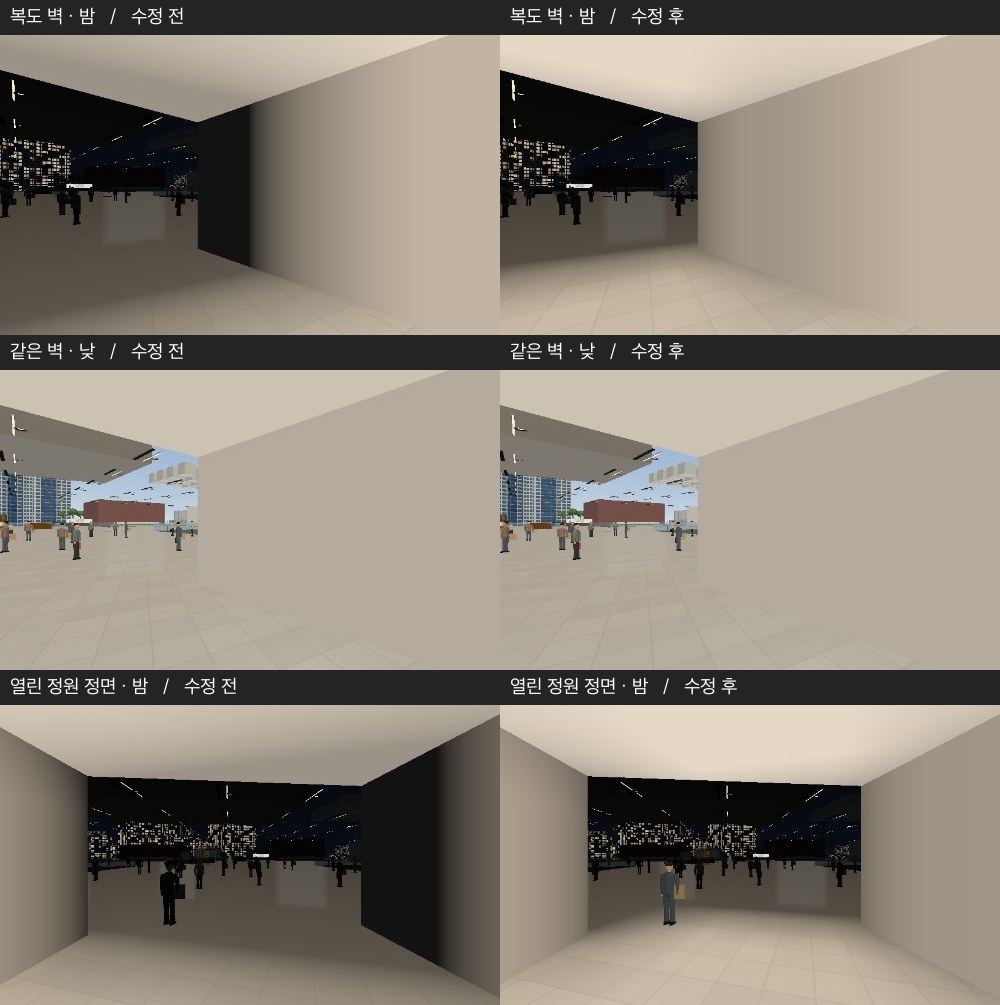 복도 벽 · 밤 / 수정 전
복도 벽 · 밤 / 수정 후
같은 벽 · 낮 / 수정 전
같은 벽 · 낮 / 수정 후
열린 정원 정면 · 밤 / 수정 전
열린 정원 정면 · 밤 / 수정 후